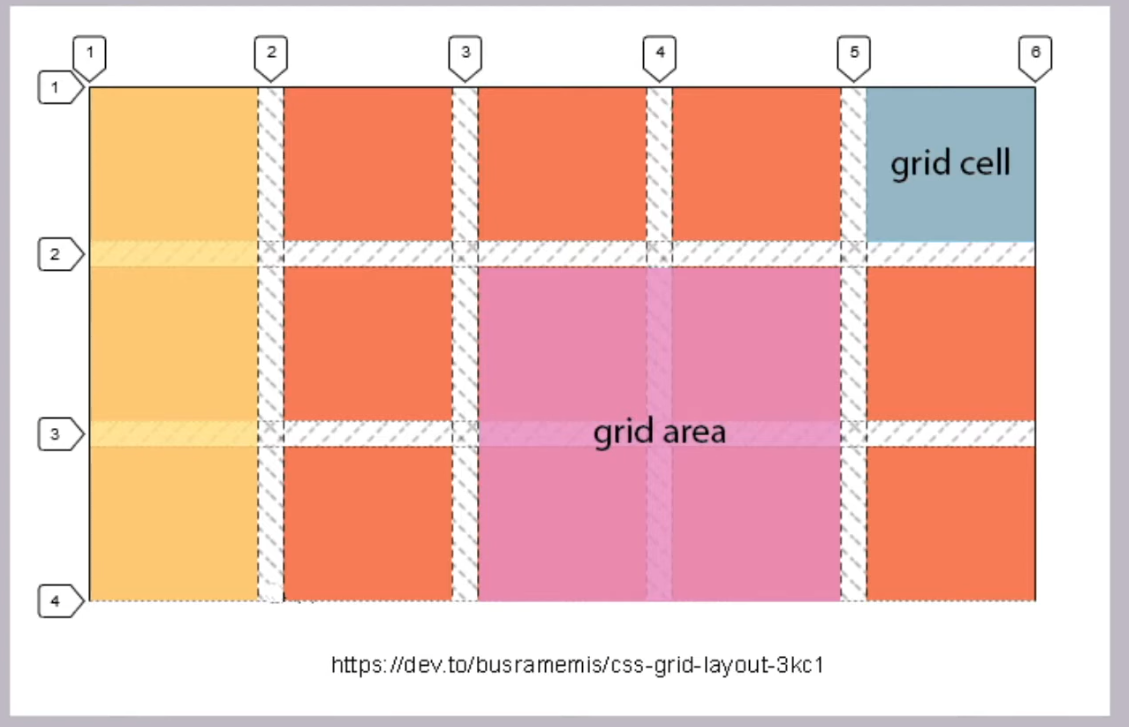 1 2 3 4 5 6
1
grid cell
2
3
grid area
4
https://dev.to/busramemis/css-grid-layout-3kc1